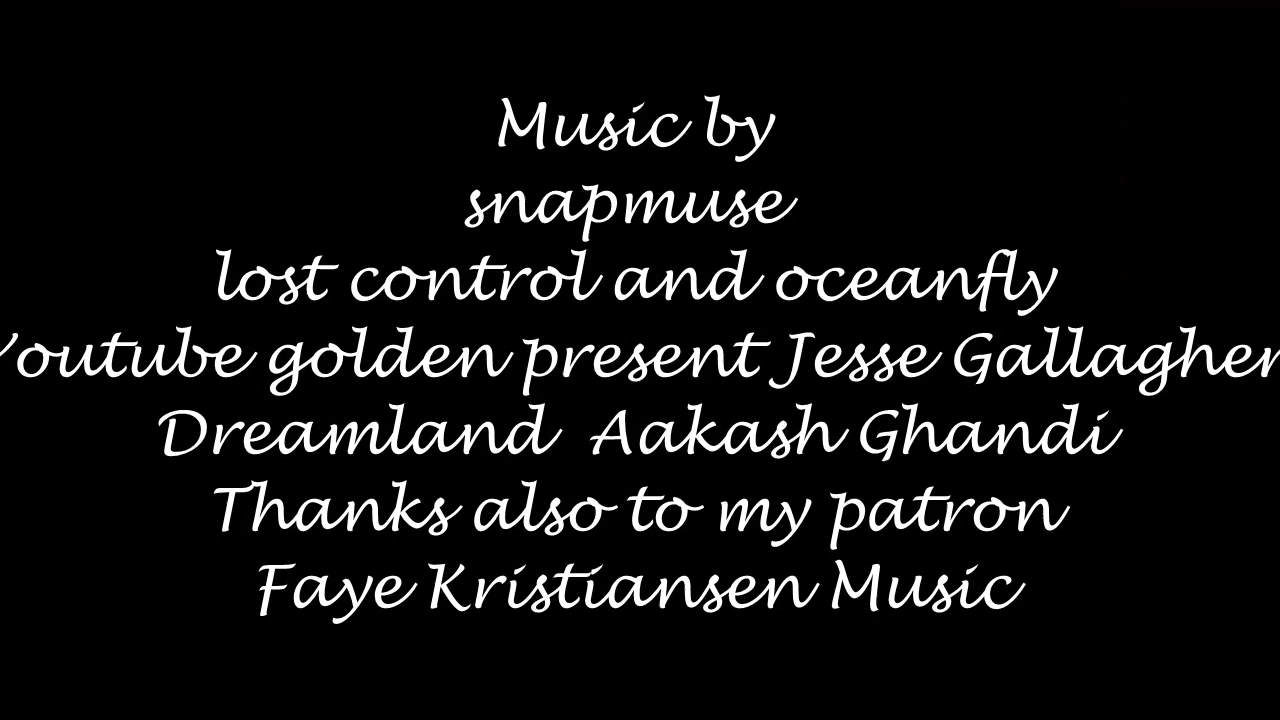 Music by
snapmuse
lost control and oceanfly
Youtube golden present Jesse Gallagher
Dreamland Aakash Ghandi
Thanks also to my patron
Faye Kristiansen Music